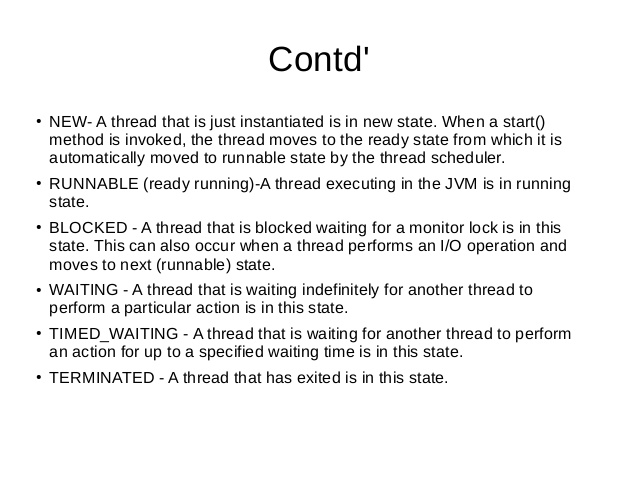 Contd'
• NEW- A thread that is just instantiated is in new state. When a start()
method is invoked, the thread moves to the ready state from which it is
automatically moved to runnable state by the thread scheduler.
• RUNNABLE (ready running)-A thread executing in the JVM is in running
state.
• BLOCKED - A thread that is blocked waiting for a monitor lock is in this
state. This can also occur when a thread performs an I/O operation and
moves to next (runnable) state.
• WAITING - A thread that is waiting indefinitely for another thread to
perform a particular action is in this state.
• TIMED_WAITING - A thread that is waiting for another thread to perform
an action for up to a specified waiting time is in this state.
• TERMINATED - A thread that has exited is in this state.